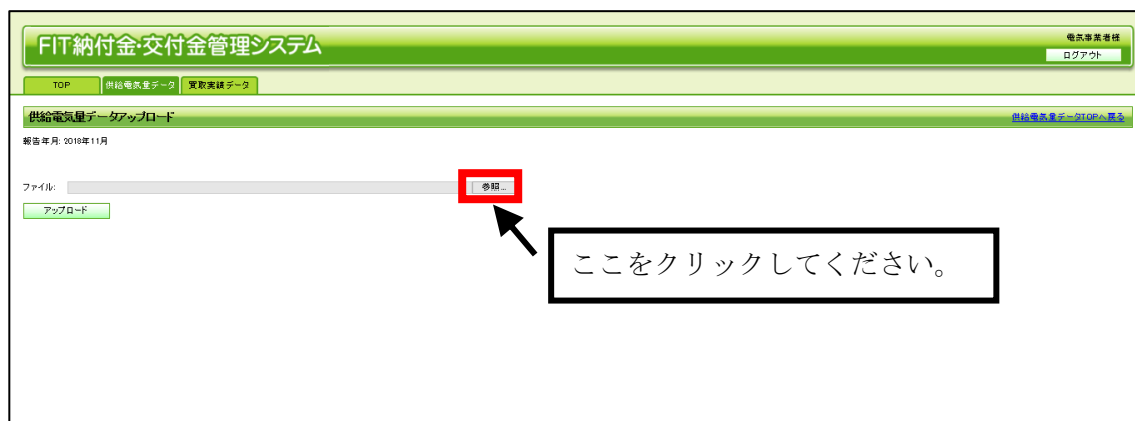 FIT納付金・交付金管理システム
電気事業者様
ログアウト
TOP
供給電気量データ
買取実績データ
供給電気量データアップロード
供給電気量データTOPへ戻る
報告年月: 2018年11月
ファイル:
参照...
アップロード
ここをクリックしてください。